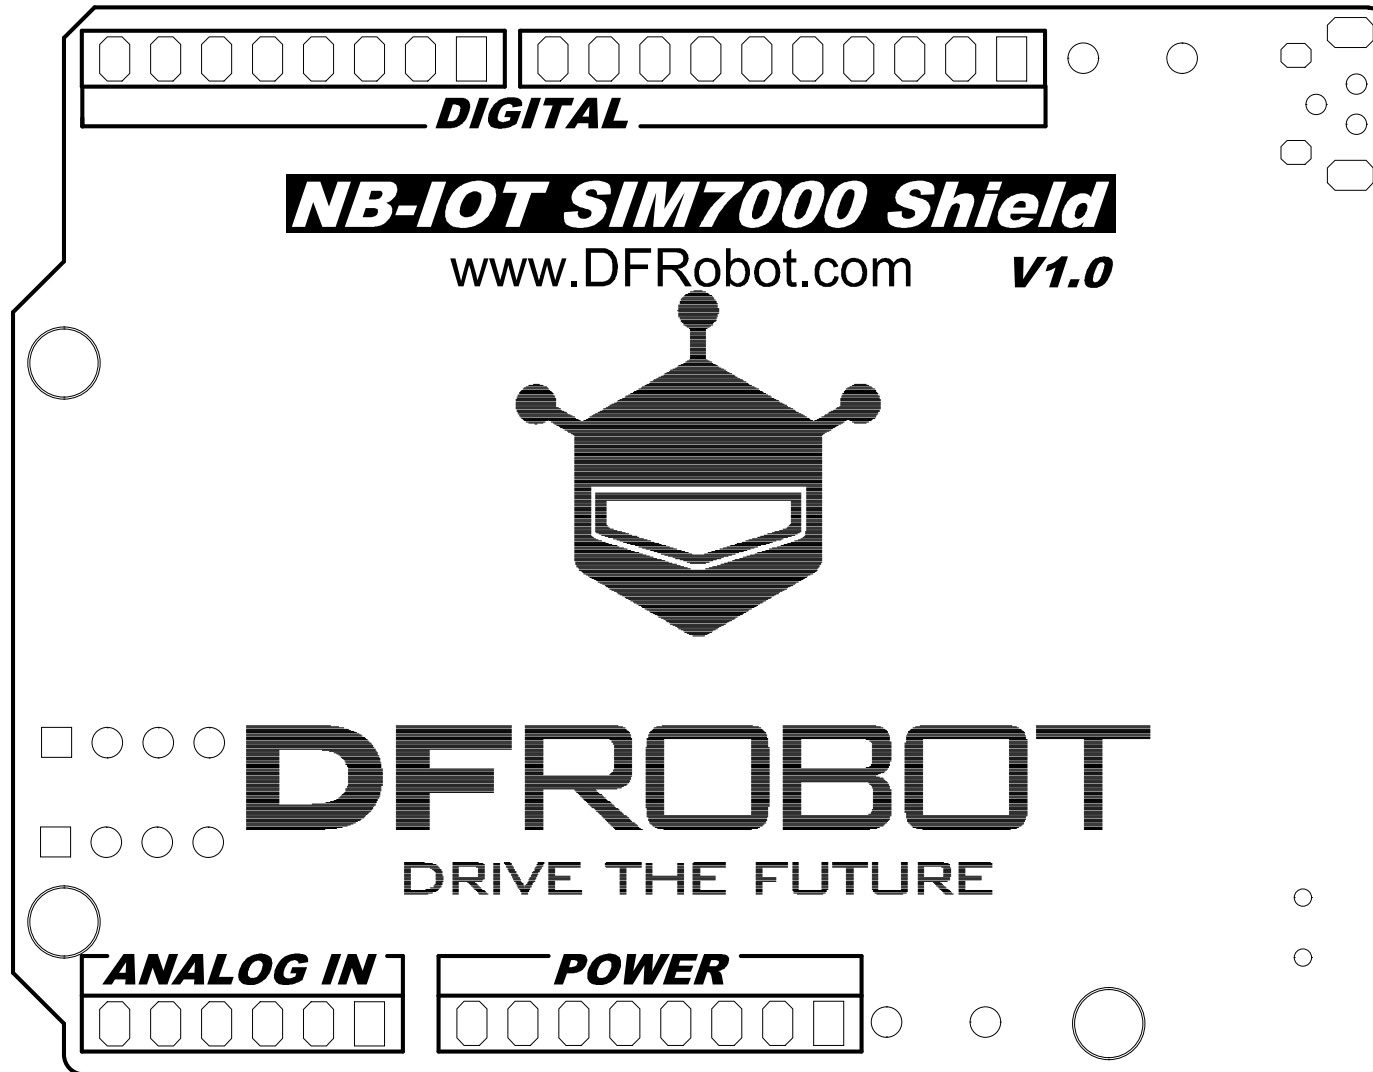 DIGITAL
NB-IOT SIM7000 Shield
www.DFRobot.com V1.0
DFROBOT
DRIVE THE FUTURE
ANALOG IN POWER